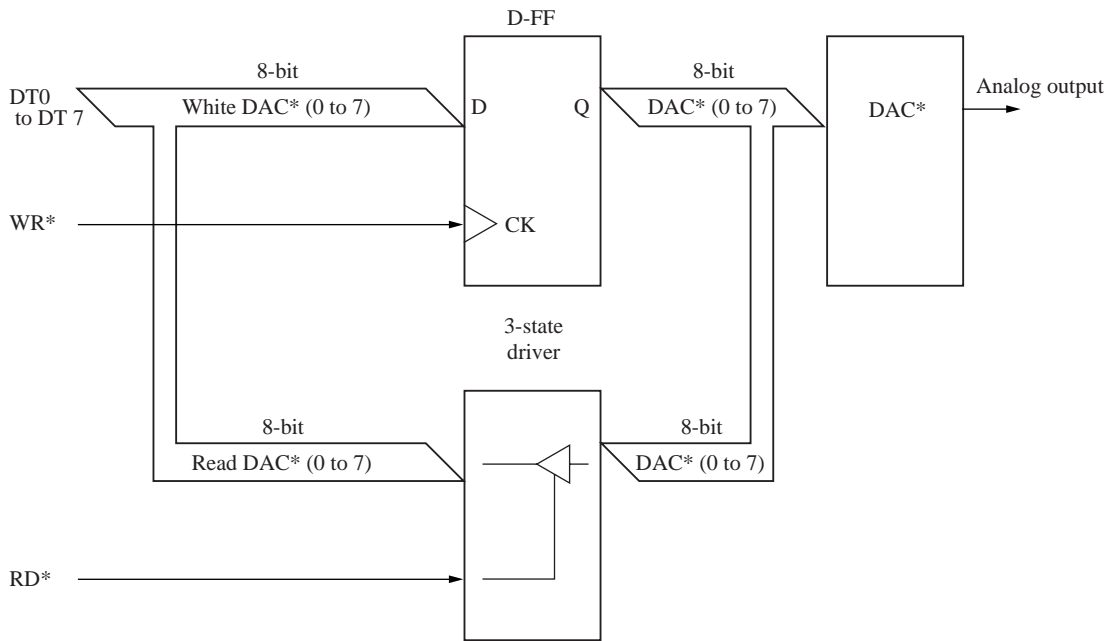 D-FF
8-bit
8-bit
DT0
to DT 7
White DAC* (0 to 7)
D
Q
DAC* (0 to 7)
DAC*
Analog output
WR*
CK
3-state
driver
8-bit
8-bit
Read DAC* (0 to 7)
DAC* (0 to 7)
RD*